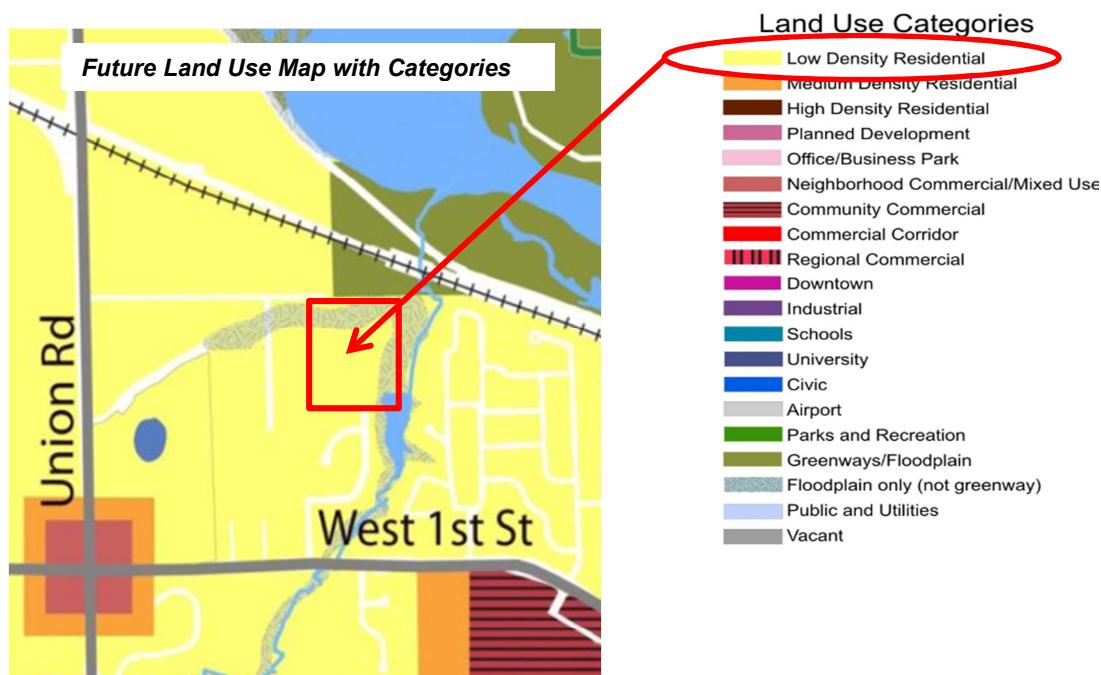 Future Land Use Map with Categories
Union Rd
West 1st St
Land Use Categories
Low Density Residential
Medium Density Residential
High Density Residential
Planned Development
Office/Business Park
Neighborhood Commercial/Mixed Use
Community Commercial
Commercial Corridor
Regional Commercial
Downtown
Industrial
Schools
University
Civic
Airport
Parks and Recreation
Greenways/Floodplain
Floodplain only (not greenway)
Public and Utilities
Vacant